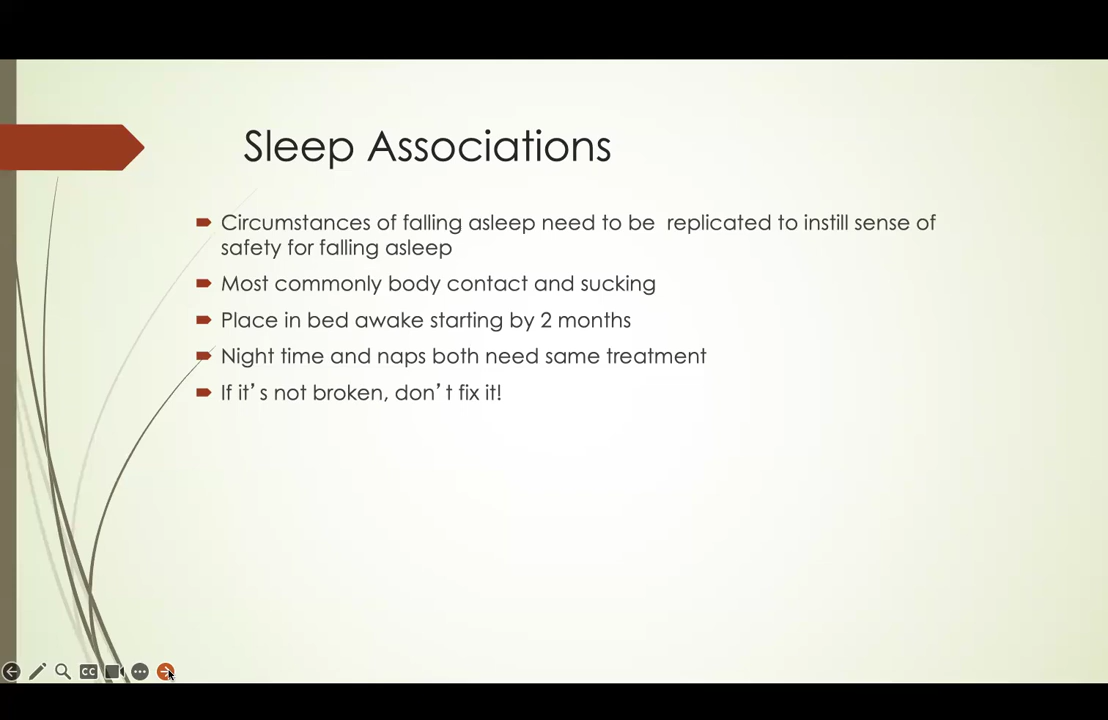 Sleep Associations
Circumstances of falling asleep need to be  replicated to instill sense of
safety for falling asleep
Most commonly body contact and sucking
Place in bed awake starting by 2 months
Night time and naps both need same treatment
If it’s not broken, don’t fix it!
CC